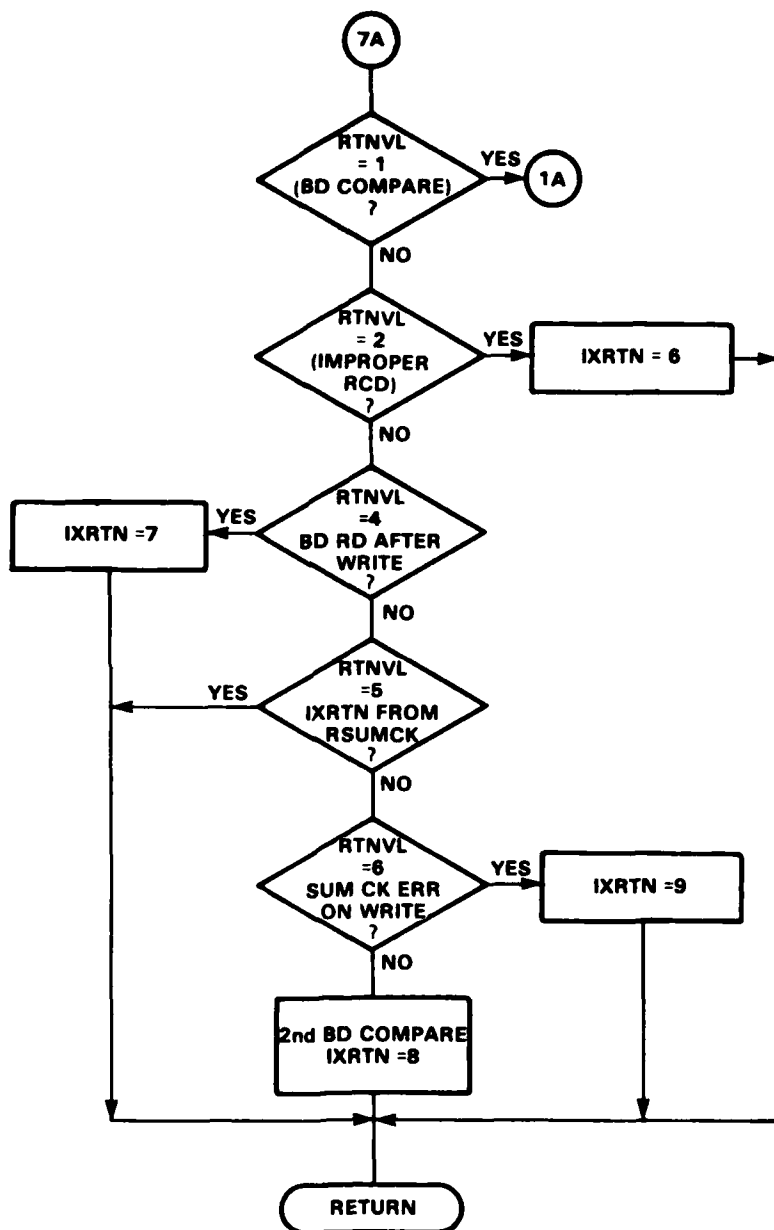 7A
RTNVL
= 1
(BD COMPARE)
?
YES
1A
NO
RTNVL
= 2
(IMPROPER
RCD)
?
YES
IXRTN = 6
NO
RTNVL
=4
BD RD AFTER
WRITE
?
YES
IXRTN =7
NO
RTNVL
=5
IXRTN FROM
RSUMCK
?
YES
NO
RTNVL
=6
SUM CK ERR
ON WRITE
?
YES
IXRTN =9
NO
2nd BD COMPARE
IXRTN =8
RETURN